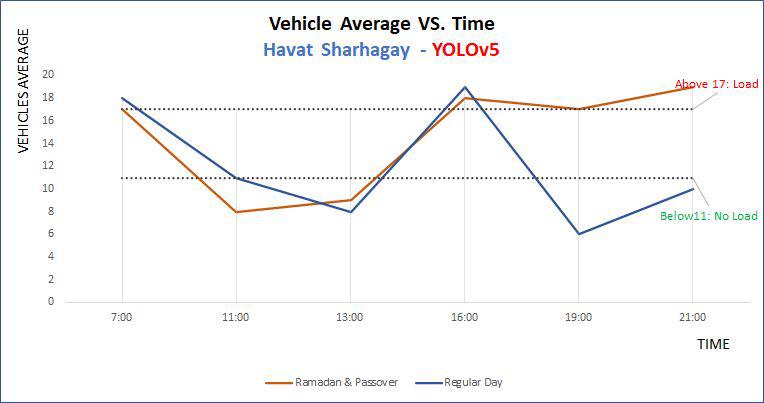 Vehicle Average VS. Time
Havat Sharhagay - YOLOv5
VEHICLES AVERAGE
20
18
16
14
12
10
8
6
4
2
0
Above 17: Load
Below11: No Load
7:00
11:00
13:00
16:00
19:00
21:00
TIME
Ramadan & Passover
Regular Day